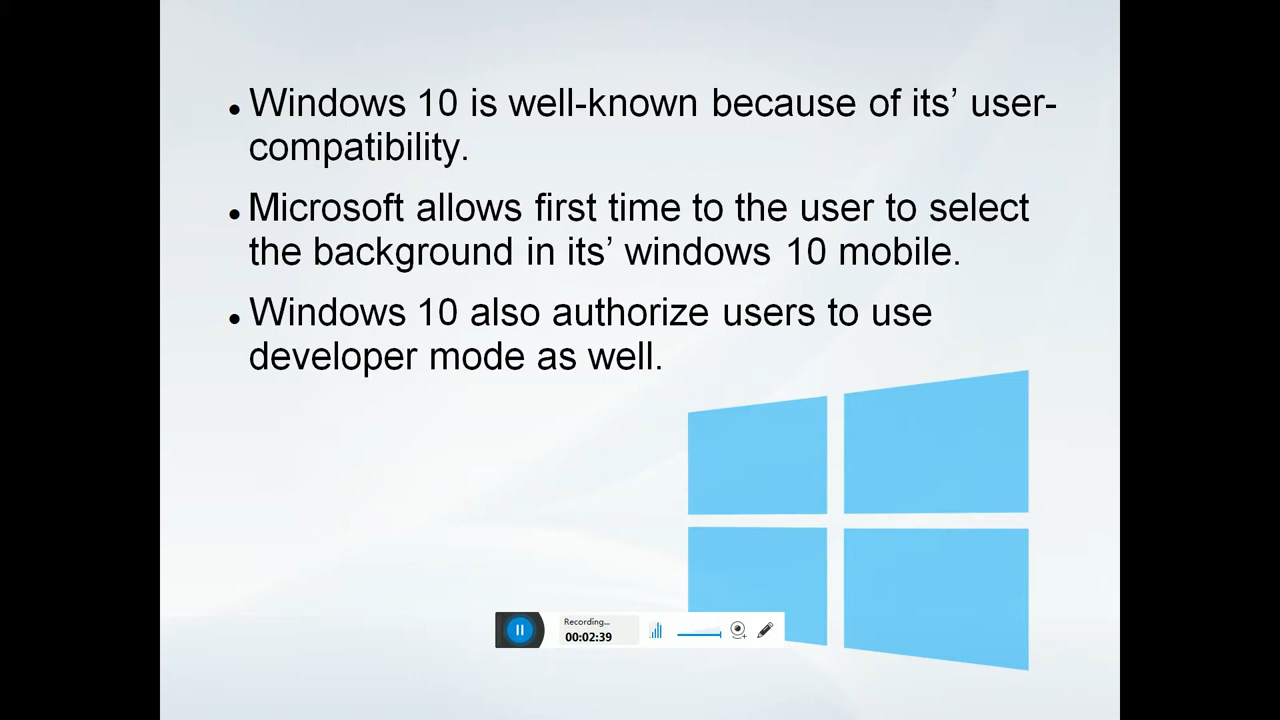 Windows 10 is well-known because of its’ user-
compatibility.
Microsoft allows first time to the user to select
the background in its’ windows 10 mobile.
Windows 10 also authorize users to use
developer mode as well.
Recording...
00:02:39